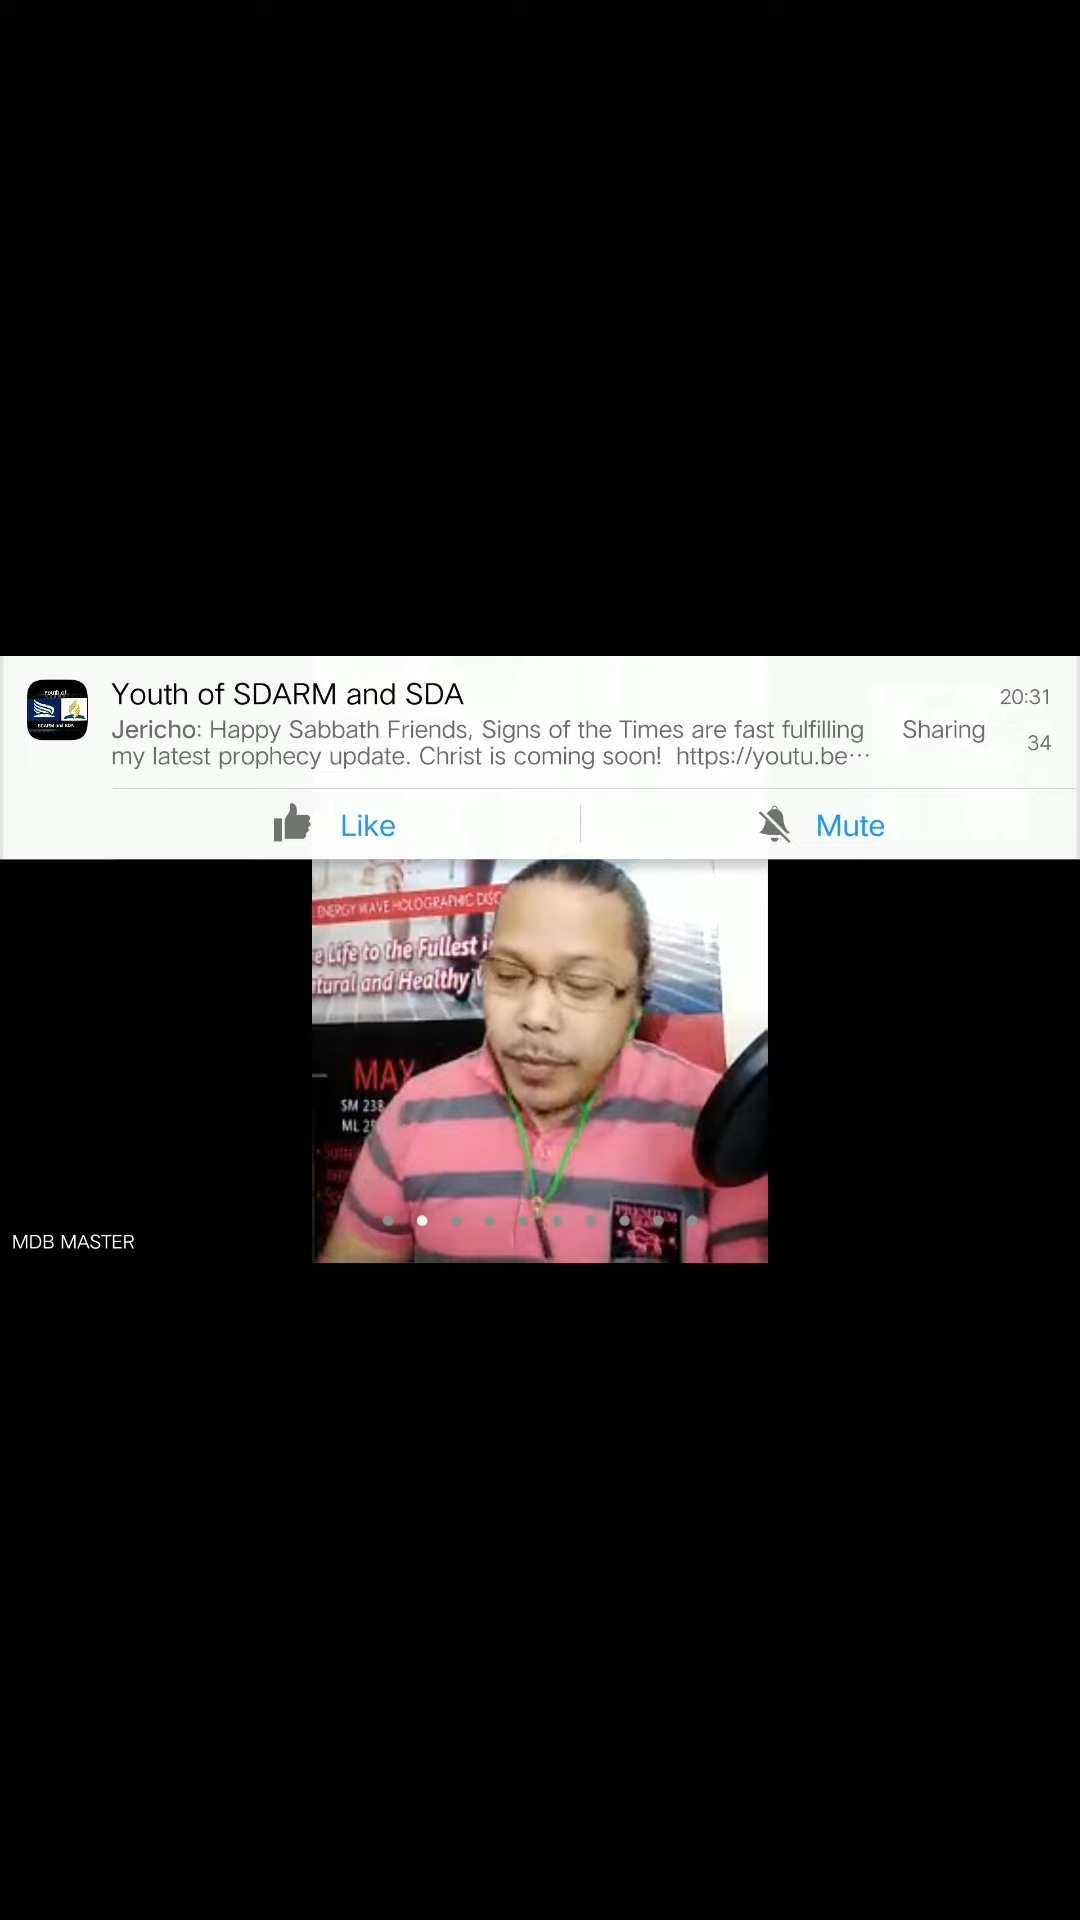 Youth of SDARM and SDA
20:31
Jericho: Happy Sabbath Friends, Signs of the Times are fast fulfilling Sharing
my latest prophecy update. Christ is coming soon! https://youtu.be…
34
Like
Mute
ENERGY WAVE HOLOGRAPHIC DISC
e Life to the Fullest i
tural and Healthy
MAX
SM 238
ML 25
PREMIUM
MDB MASTER